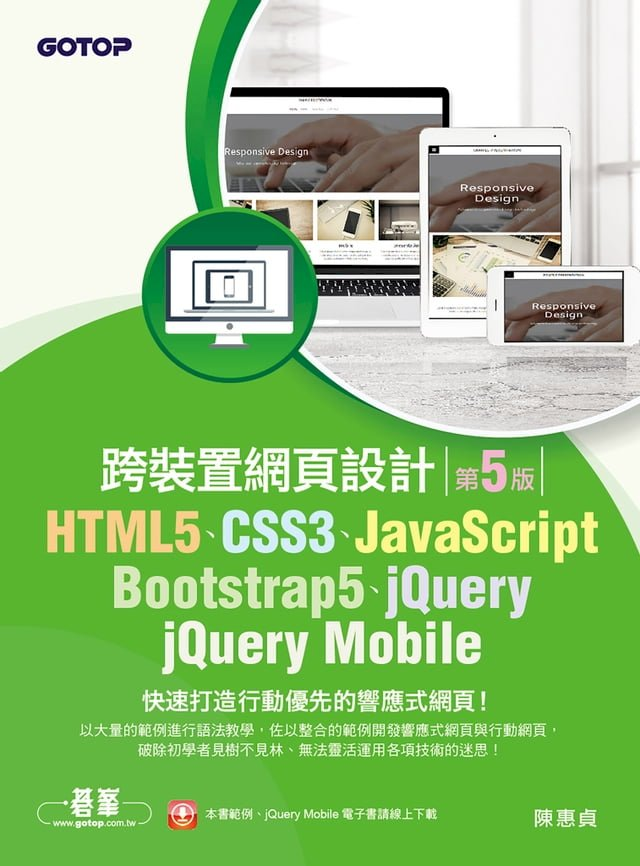 GOTOP
Responsive Design
Responsive
Design
Responsive
Design
跨裝置網頁設計 第5版
HTML5、CSS3、JavaScript
Bootstrap5、jQuery
jQuery Mobile
快速打造行動優先的響應式網頁！
以大量的範例進行語法教學，佐以整合的範例開發響應式網頁與行動網頁，
破除初學者見樹不見林、無法靈活運用各項技術的迷思！
碁峯
www.gotop.com.tw
本書範例、jQuery Mobile 電子書請線上下載
陳惠貞